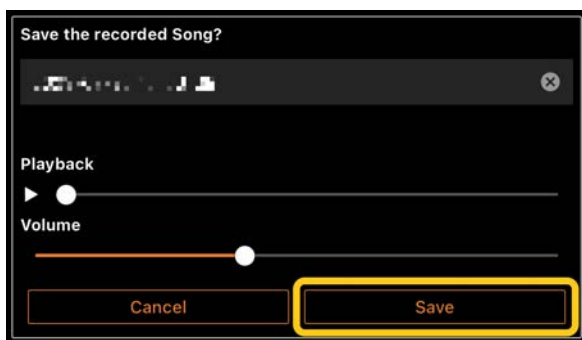 Save the recorded Song?
Playback
Volume
Cancel
Save